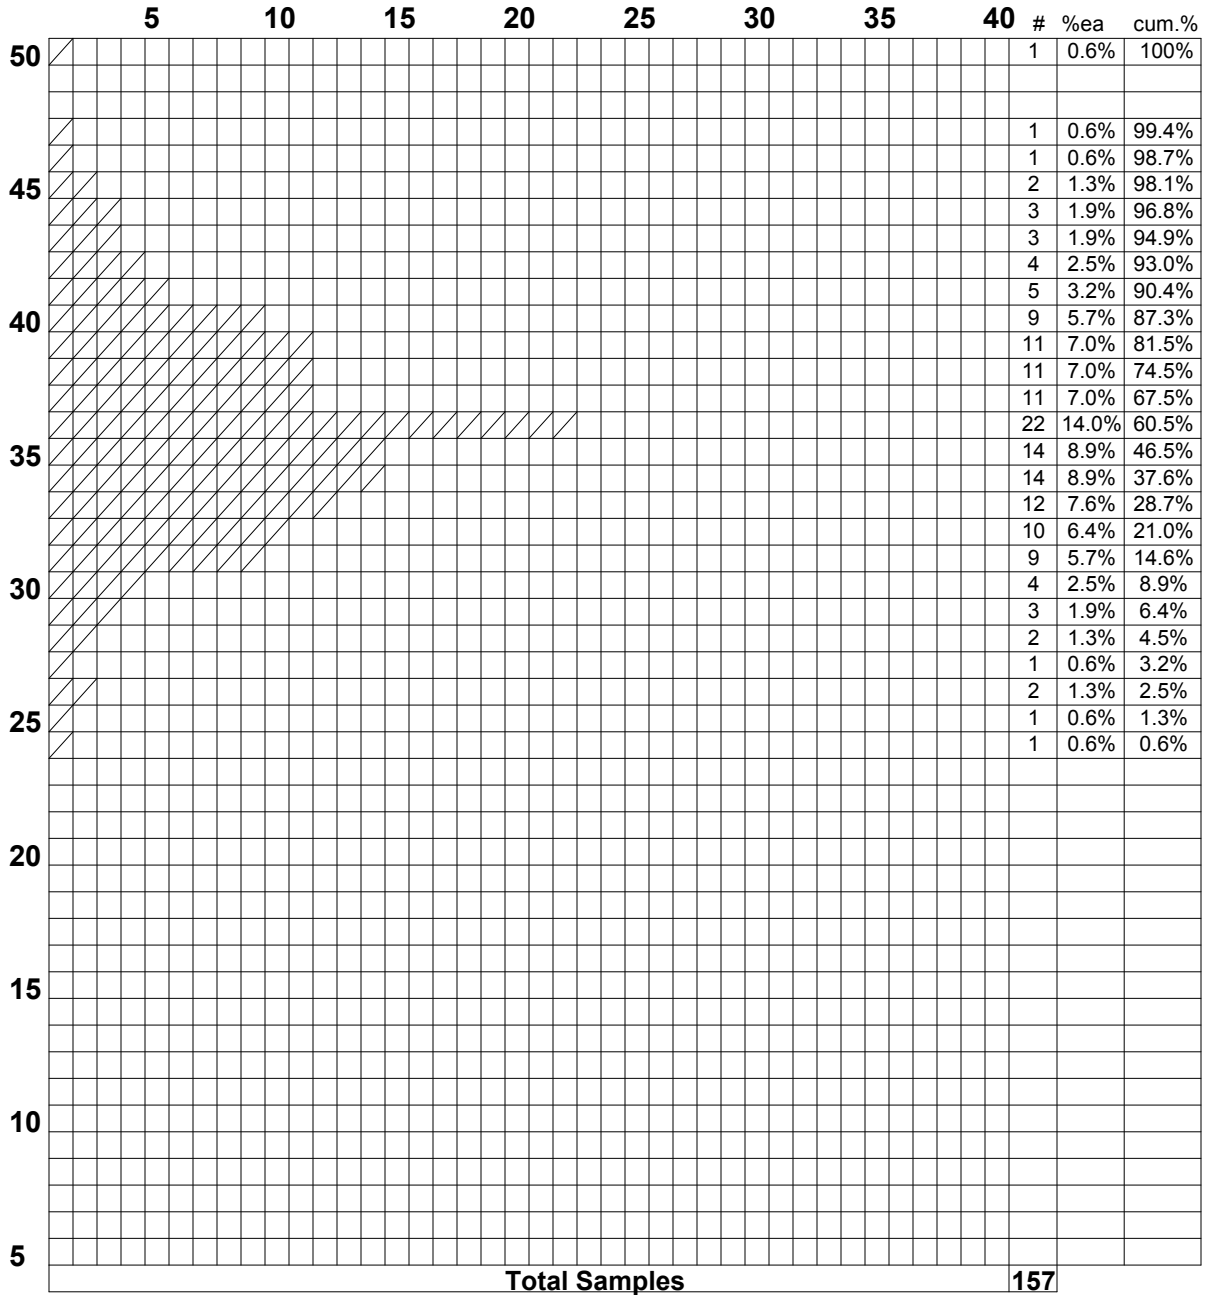 5 10 15 20 25 30 35 40 # %ea cum.%
50 1 0.6% 100%
1 0.6% 99.4%
1 0.6% 98.7%
45 2 1.3% 98.1%
3 1.9% 96.8%
3 1.9% 94.9%
4 2.5% 93.0%
5 3.2% 90.4%
40 9 5.7% 87.3%
11 7.0% 81.5%
11 7.0% 74.5%
11 7.0% 67.5%
22 14.0% 60.5%
35 14 8.9% 46.5%
14 8.9% 37.6%
12 7.6% 28.7%
10 6.4% 21.0%
9 5.7% 14.6%
30 4 2.5% 8.9%
3 1.9% 6.4%
2 1.3% 4.5%
1 0.6% 3.2%
2 1.3% 2.5%
25 1 0.6% 1.3%
1 0.6% 0.6%
20
15
10
5
Total Samples 157